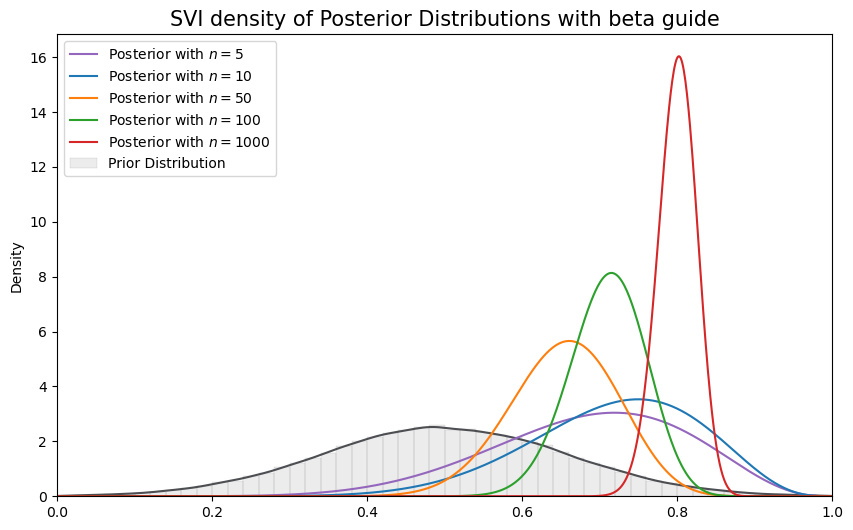 SVI density of Posterior Distributions with beta guide
Posterior with n = 5
Posterior with n = 10
Posterior with n = 50
Posterior with n = 100
Posterior with n = 1000
Prior Distribution
Density
16
14
12
10
8
6
4
2
0
0.0 0.2 0.4 0.6 0.8 1.0